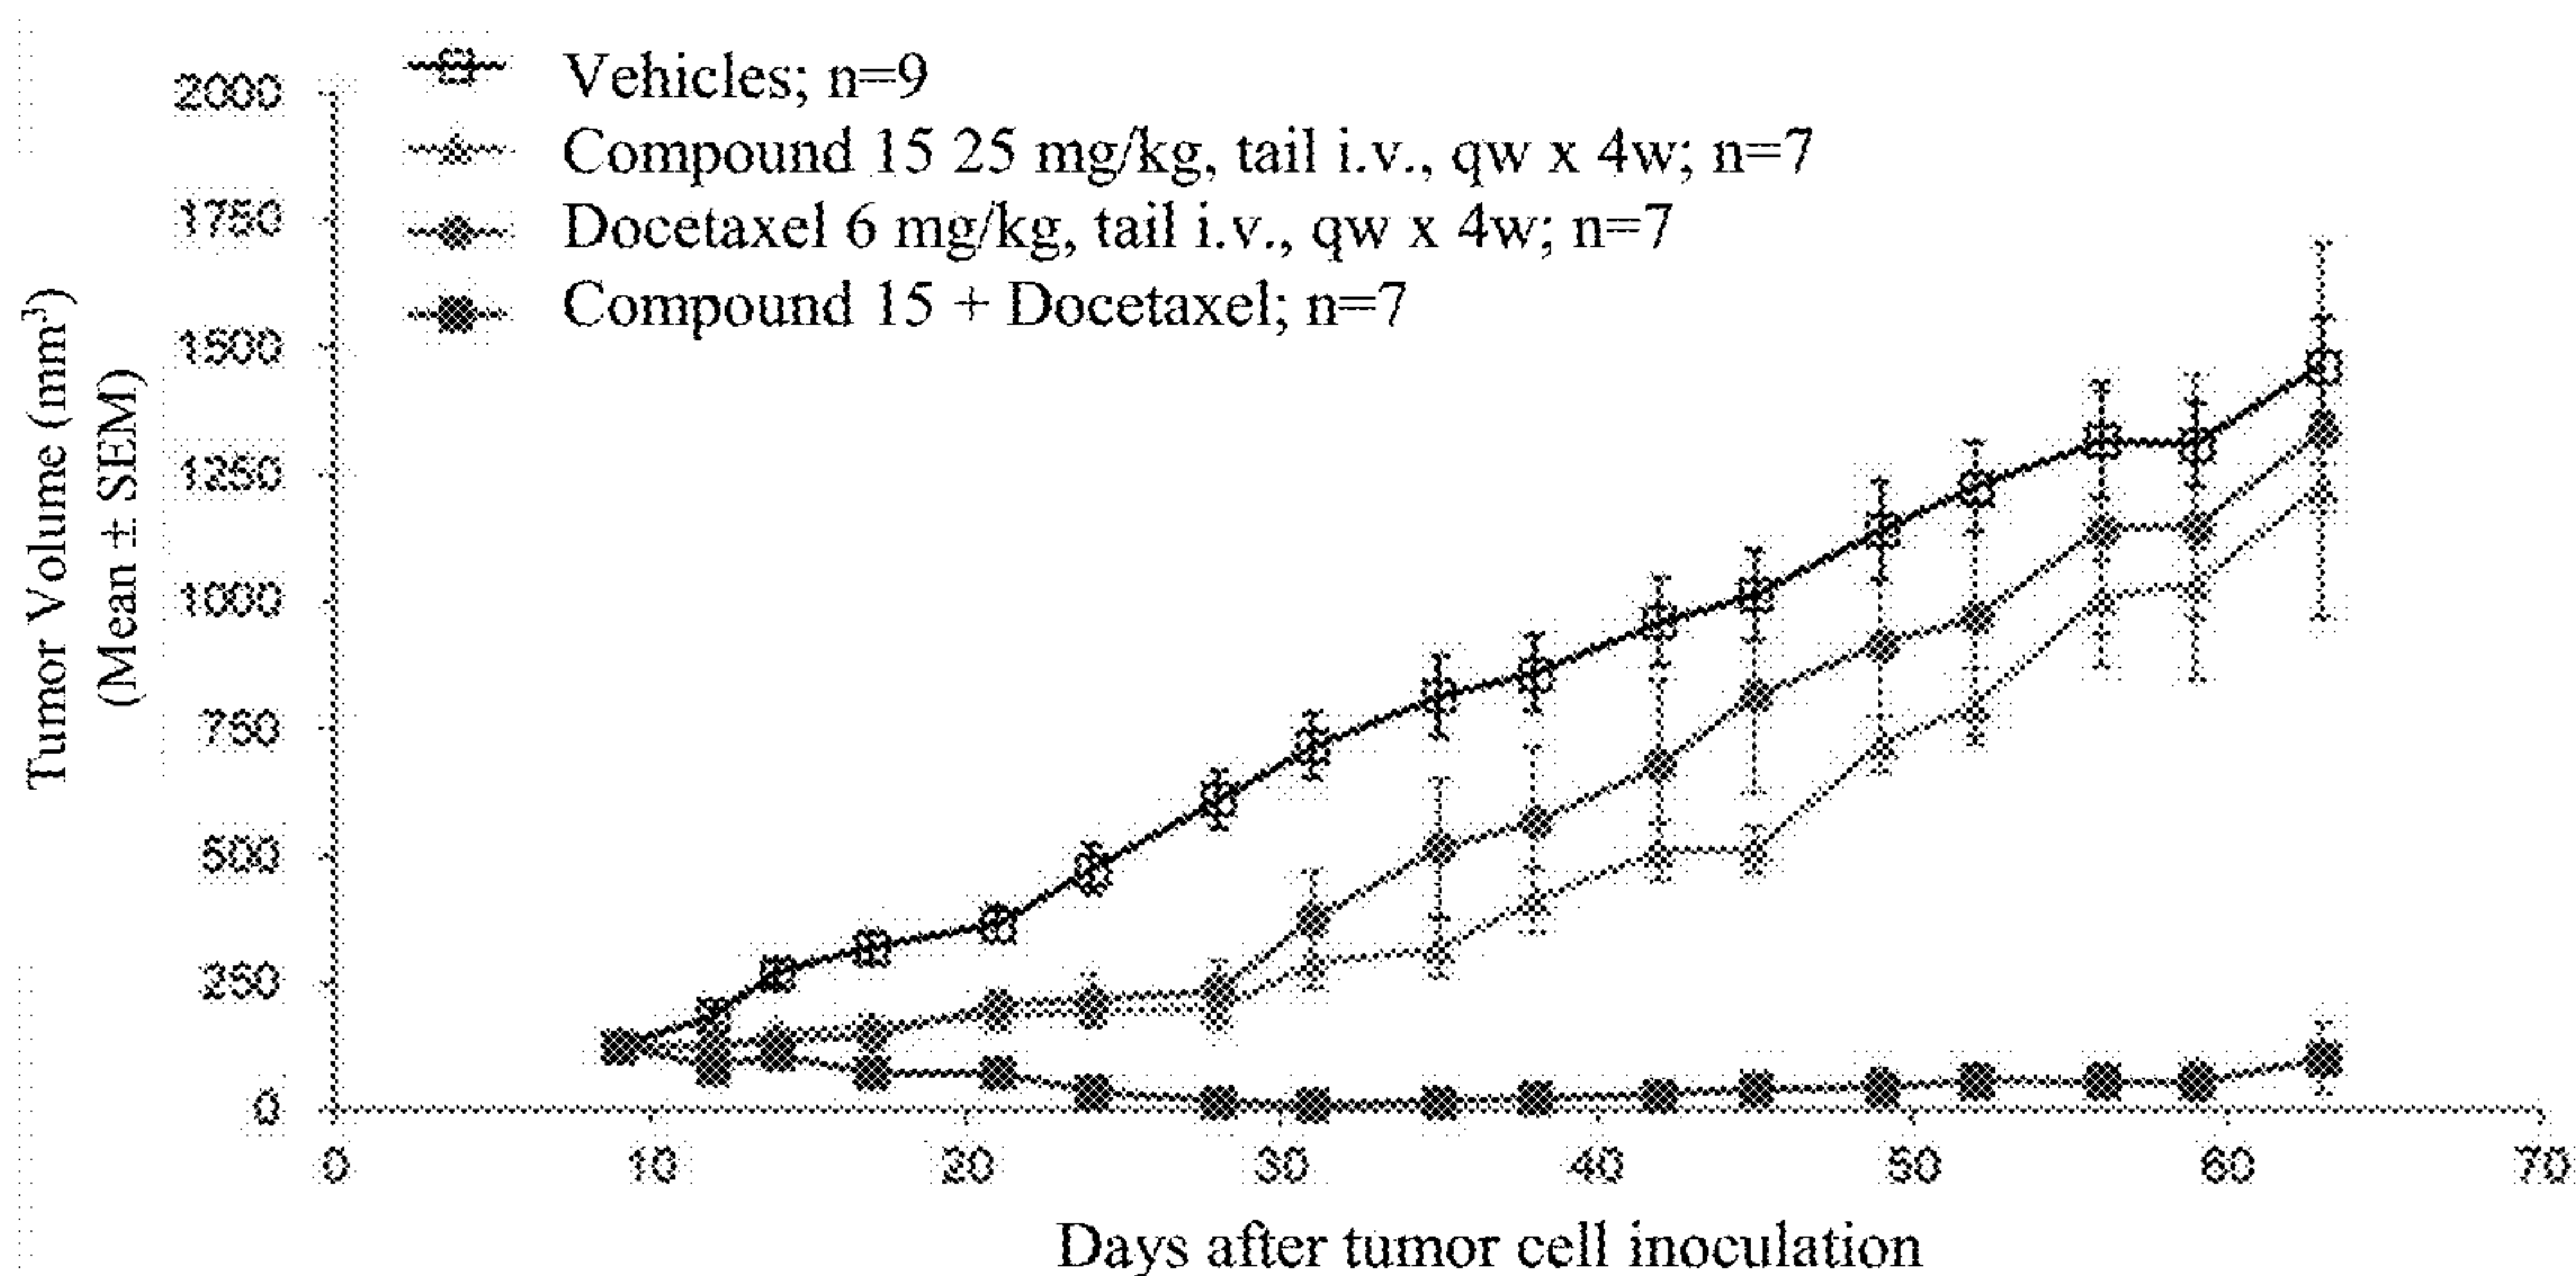 Vehicles; n=9
Compound 15 25 mg/kg, tail i.v., qw x 4w; n=7
Docetaxel 6 mg/kg, tail i.v., qw x 4w; n=7
Compound 15 + Docetaxel; n=7
Tumor Volume (mm³)
(Mean ± SEM)
2000
1750
1500
1250
1000
750
500
250
0
0 10 20 30 40 50 60 70
Days after tumor cell inoculation